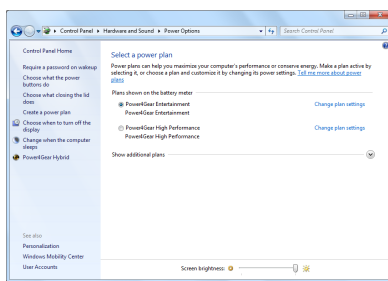 Control Panel ▸ Hardware and Sound ▸ Power Options
Search Control Panel
Control Panel Home
Require a password on wakeup
Choose what the power
buttons do
Choose what closing the lid
does
Create a power plan
Choose when to turn off the
display
Change when the computer
sleeps
Power4Gear Hybrid
See also
Personalization
Windows Mobility Center
User Accounts
Select a power plan
Power plans can help you maximize your computer's performance or conserve energy. Make a plan active by
selecting it, or choose a plan and customize it by changing its power settings. Tell me more about power
plans
Plans shown on the battery meter
Power4Gear Entertainment Change plan settings
Power4Gear Entertainment
Power4Gear High Performance Change plan settings
Power4Gear High Performance
Show additional plans
Screen brightness: